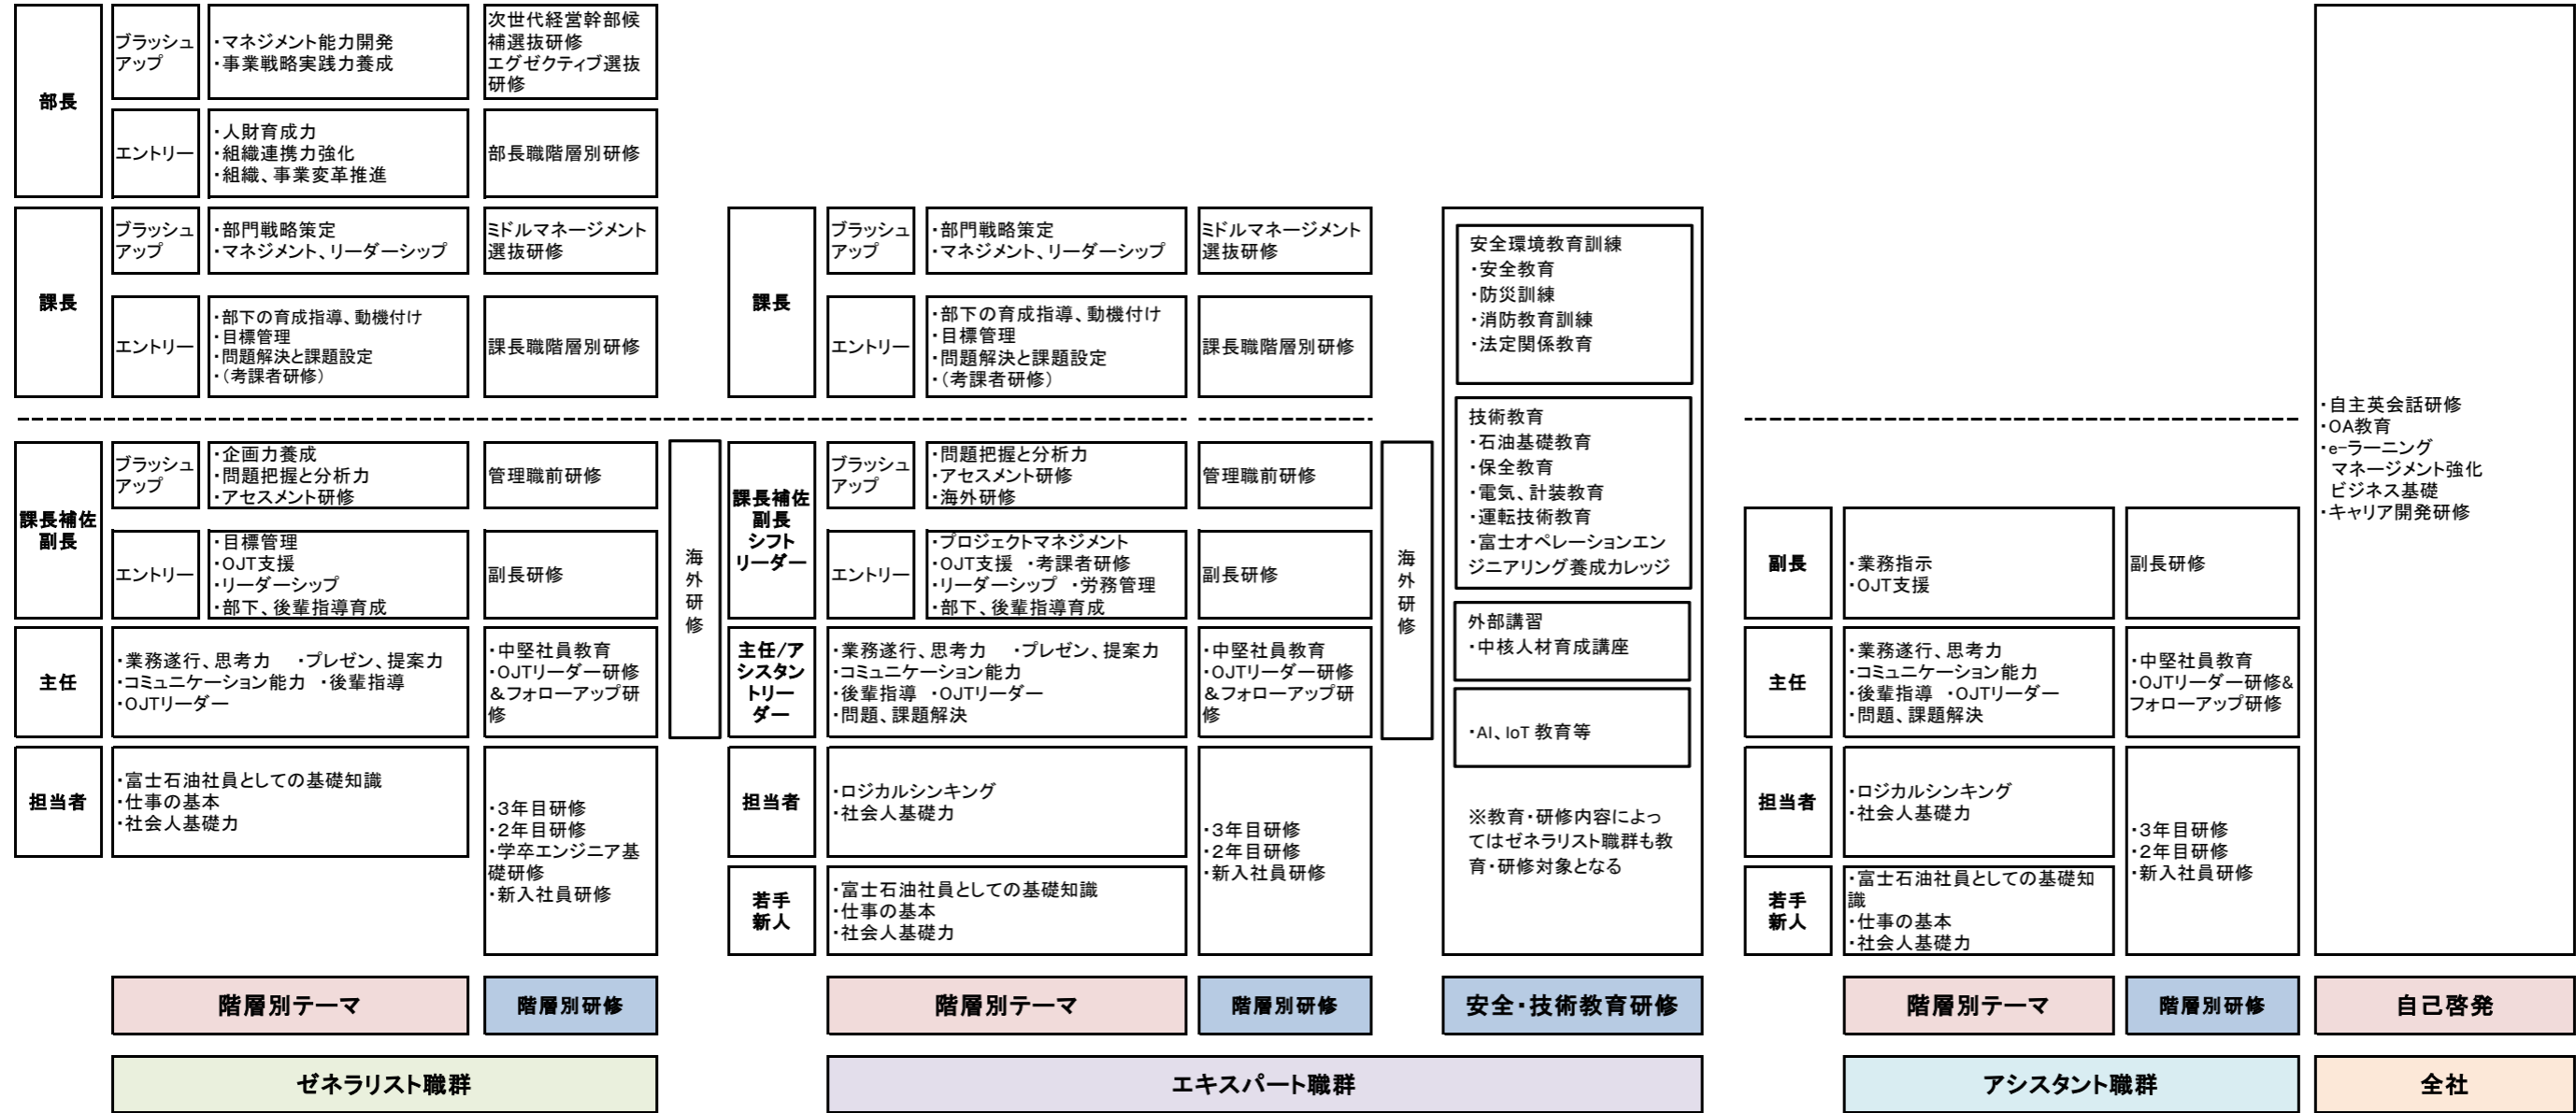 部長
ブラッシュ
アップ
・マネジメント能力開発
・事業戦略実践力養成
次世代経営幹部候
補選抜研修
エグゼクティブ選抜
研修
エントリー
・人財育成力
・組織連携力強化
・組織、事業変革推進
部長職階層別研修
課長
ブラッシュ
アップ
・部門戦略策定
・マネジメント、リーダーシップ
ミドルマネージメント
選抜研修
エントリー
・部下の育成指導、動機付け
・目標管理
・問題解決と課題設定
・(考課者研修)
課長職階層別研修
課長補佐
副長
ブラッシュ
アップ
・企画力養成
・問題把握と分析力
・アセスメント研修
管理職前研修
エントリー
・目標管理
・OJT支援
・リーダーシップ
・部下、後輩指導育成
副長研修
主任
・業務遂行、思考力 ・プレゼン、提案力
・コミュニケーション能力 ・後輩指導
・OJTリーダー
・中堅社員教育
・OJTリーダー研修
&フォローアップ研
修
担当者
・富士石油社員としての基礎知識
・仕事の基本
・社会人基礎力
・3年目研修
・2年目研修
・学卒エンジニア基
礎研修
・新入社員研修
海外研修
階層別テーマ
階層別研修
ゼネラリスト職群
課長
ブラッシュ
アップ
・部門戦略策定
・マネジメント、リーダーシップ
ミドルマネージメント
選抜研修
エントリー
・部下の育成指導、動機付け
・目標管理
・問題解決と課題設定
・(考課者研修)
課長職階層別研修
課長補佐
副長
シフト
リーダー
ブラッシュ
アップ
・問題把握と分析力
・アセスメント研修
・海外研修
管理職前研修
エントリー
・プロジェクトマネジメント
・OJT支援 ・考課者研修
・リーダーシップ ・労務管理
・部下、後輩指導育成
副長研修
主任/ア
シスタン
トリー
ダー
・業務遂行、思考力 ・プレゼン、提案力
・コミュニケーション能力
・後輩指導 ・OJTリーダー
・問題、課題解決
・中堅社員教育
・OJTリーダー研修
&フォローアップ研
修
担当者
・ロジカルシンキング
・社会人基礎力
・3年目研修
・2年目研修
・新入社員研修
若手
新人
・富士石油社員としての基礎知識
・仕事の基本
・社会人基礎力
海外研修
安全環境教育訓練
・安全教育
・防災訓練
・消防教育訓練
・法定関係教育
技術教育
・石油基礎教育
・保全教育
・電気、計装教育
・運転技術教育
・富士オペレーションエン
ジニアリング養成カレッジ
外部講習
・中核人材育成講座
・AI、IoT 教育等
※教育・研修内容によっ
てはゼネラリスト職群も教
育・研修対象となる
階層別テーマ
階層別研修
安全・技術教育研修
エキスパート職群
副長
・業務指示
・OJT支援
副長研修
主任
・業務遂行、思考力
・コミュニケーション能力
・後輩指導 ・OJTリーダー
・問題、課題解決
・中堅社員教育
・OJTリーダー研修&
フォローアップ研修
担当者
・ロジカルシンキング
・社会人基礎力
・3年目研修
・2年目研修
・新入社員研修
若手
新人
・富士石油社員としての基礎知
識
・仕事の基本
・社会人基礎力
階層別テーマ
階層別研修
アシスタント職群
・自主英会話研修
・OA教育
・e-ラーニング
マネージメント強化
ビジネス基礎
・キャリア開発研修
自己啓発
全社